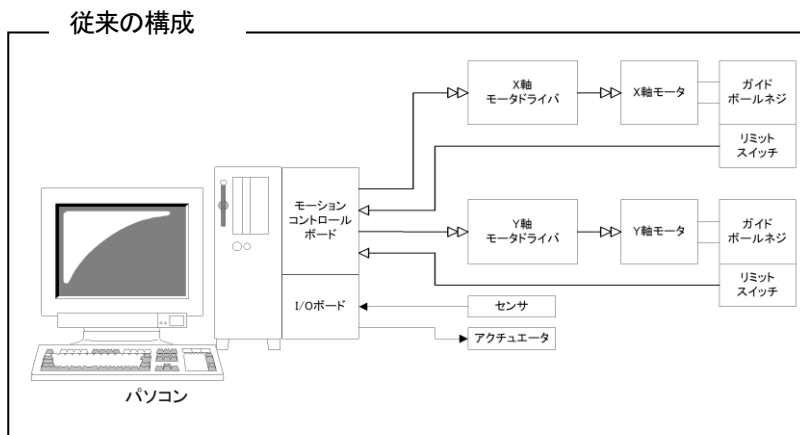 従来の構成
X軸
モータドライバ
X軸モータ
ガイド
ボールネジ
リミット
スイッチ
モーション
コントロール
ボード
Y軸
モータドライバ
Y軸モータ
ガイド
ボールネジ
リミット
スイッチ
I/Oボード
センサ
アクチュエータ
パソコン